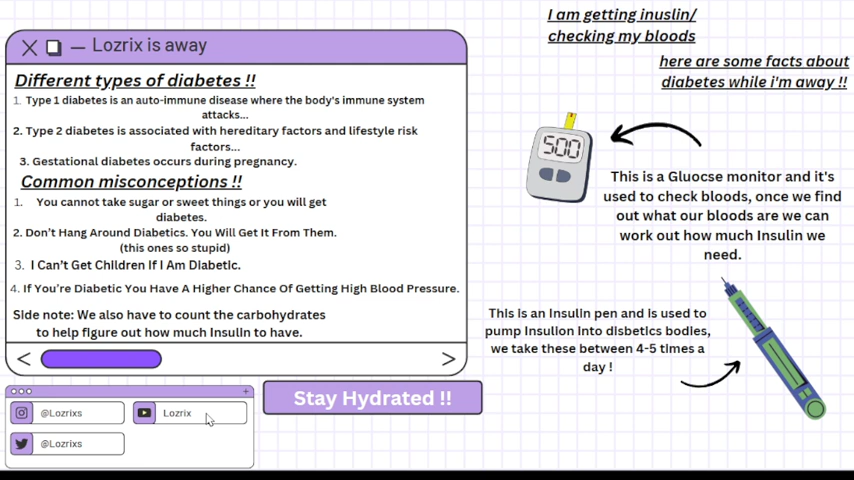 I am getting inuslin/
checking my bloods
here are some facts about
diabetes while i'm away !!
Lozrix is away
Different types of diabetes !!
1. Type 1 diabetes is an auto-immune disease where the body's immune system
attacks...
2. Type 2 diabetes is associated with hereditary factors and lifestyle risk
factors...
3. Gestational diabetes occurs during pregnancy.
Common misconceptions !!
1. You cannot take sugar or sweet things or you will get
diabetes.
2. Don't Hang Around Diabetics. You Will Get It From Them.
(this ones so stupid)
3. I Can't Get Children If I Am Diabetic.
4. If You're Diabetic You Have A Higher Chance Of Getting High Blood Pressure.
Side note: We also have to count the carbohydrates
to help figure out how much Insulin to have.
500
This is a Gluocse monitor and it's
used to check bloods, once we find
out what our bloods are we can
work out how much Insulin we
need.
This is an Insulin pen and is used to
pump Insulion into disbetics bodies,
we take these between 4-5 times a
day !
Stay Hydrated !!
@Lozrixs
Lozrix
@Lozrixs